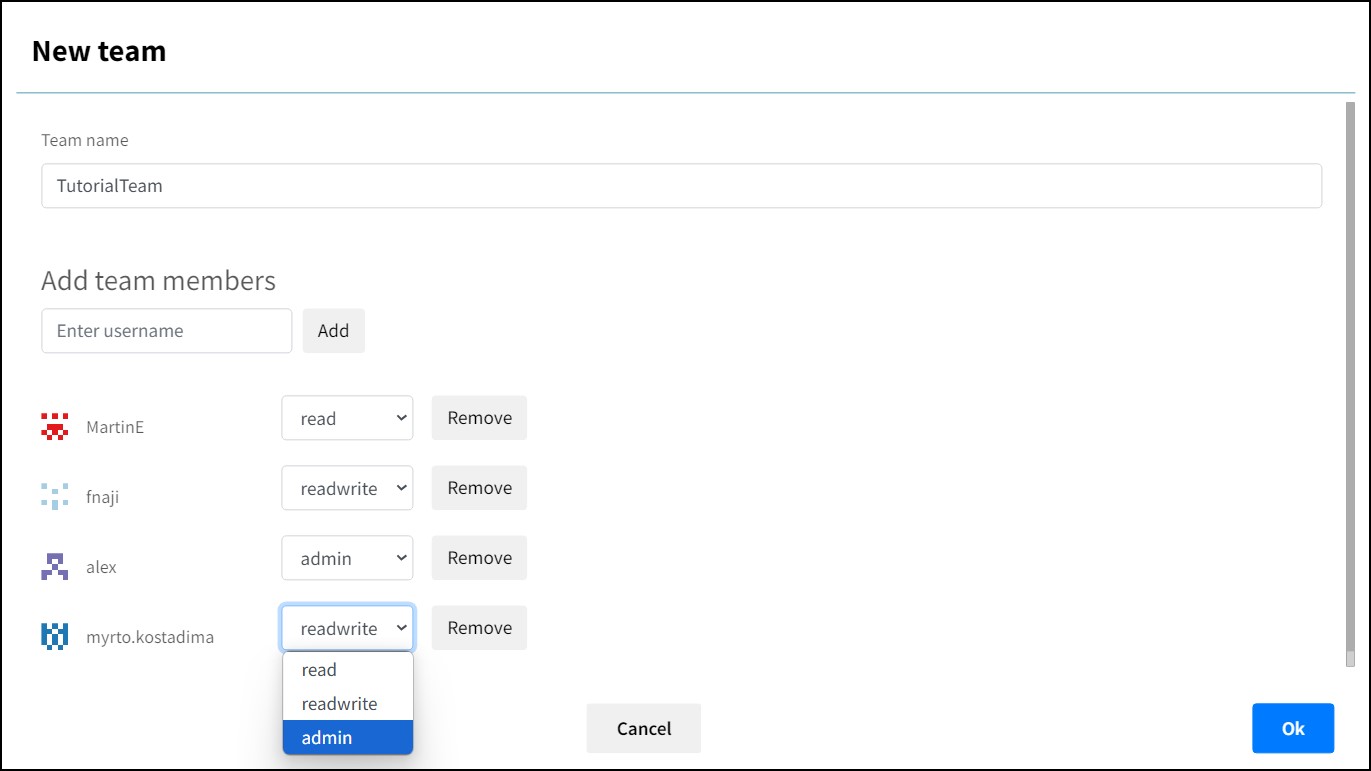 New team
Team name
TutorialTeam
Add team members
Enter username Add
MartinE read Remove
fnaji readwrite Remove
alex admin Remove
myrto.kostadima readwrite Remove
read
readwrite
admin
Cancel Ok